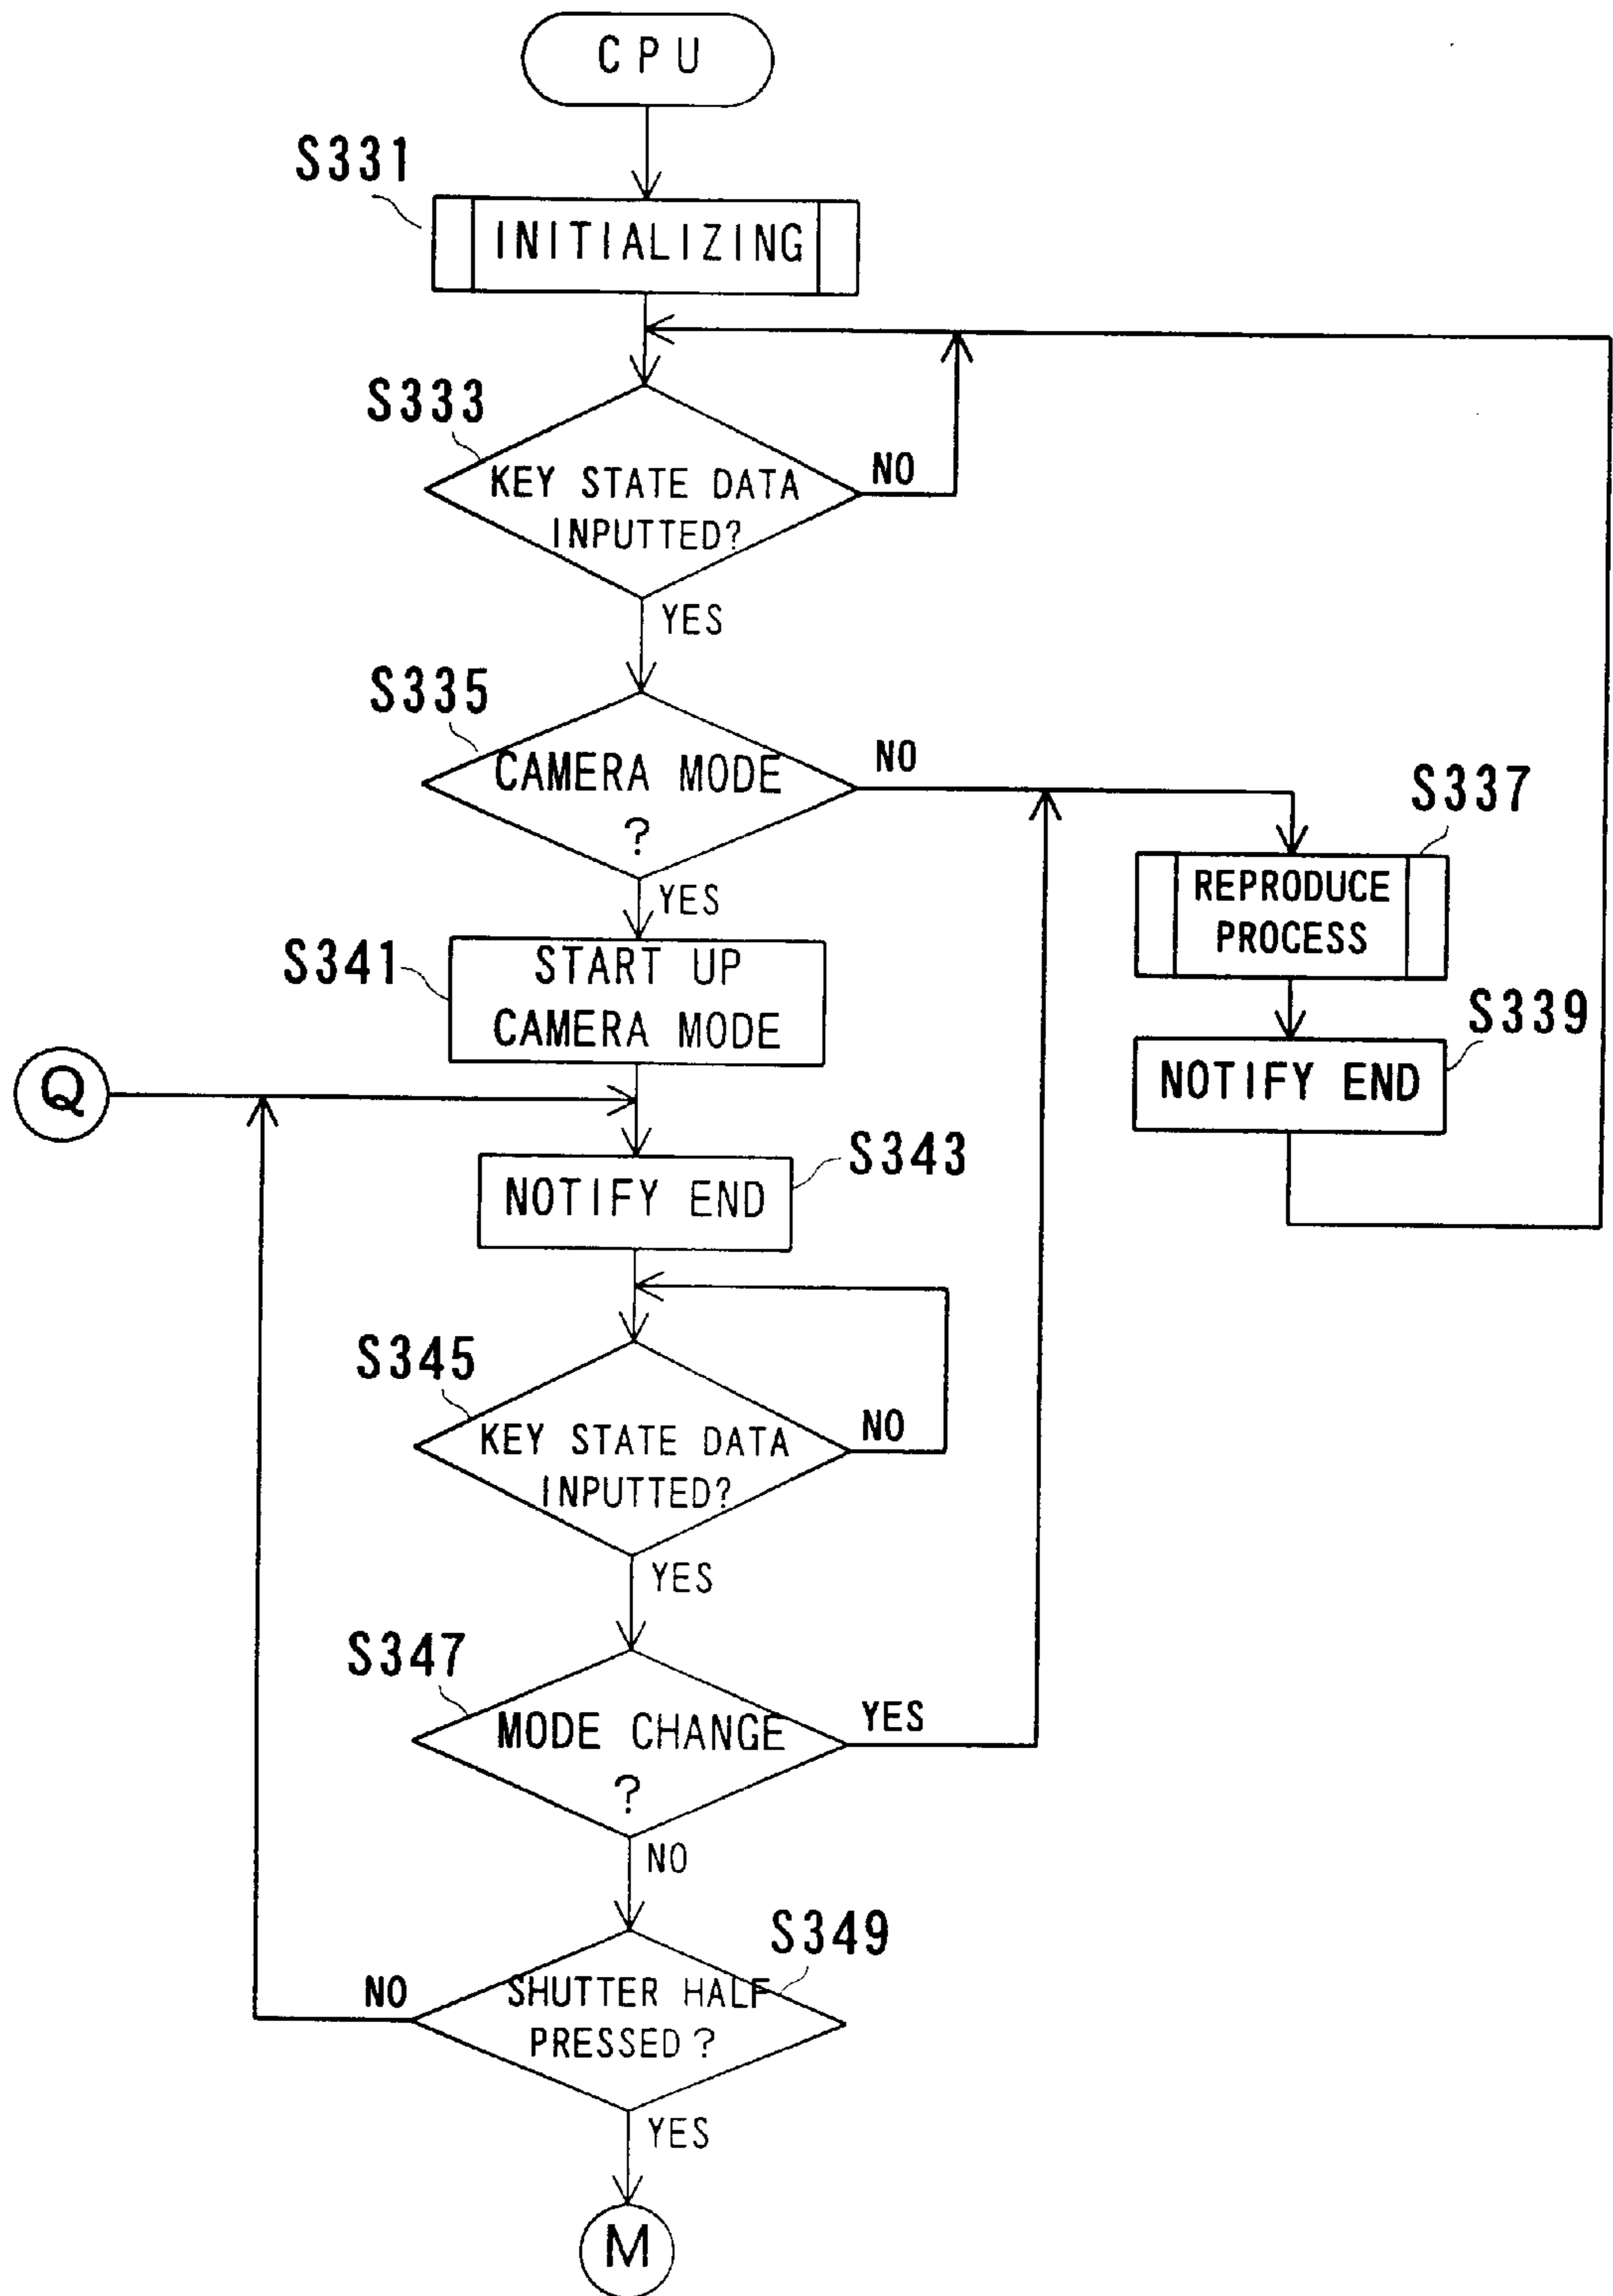 CPU
S331
INITIALIZING
S333
KEY STATE DATA
INPUTTED?
NO
YES
S335
CAMERA MODE
?
NO
YES
S337
REPRODUCE
PROCESS
S341
START UP
CAMERA MODE
S339
NOTIFY END
Q
S343
NOTIFY END
S345
KEY STATE DATA
INPUTTED?
NO
YES
S347
MODE CHANGE
?
YES
NO
S349
SHUTTER HALF
PRESSED?
NO
YES
M